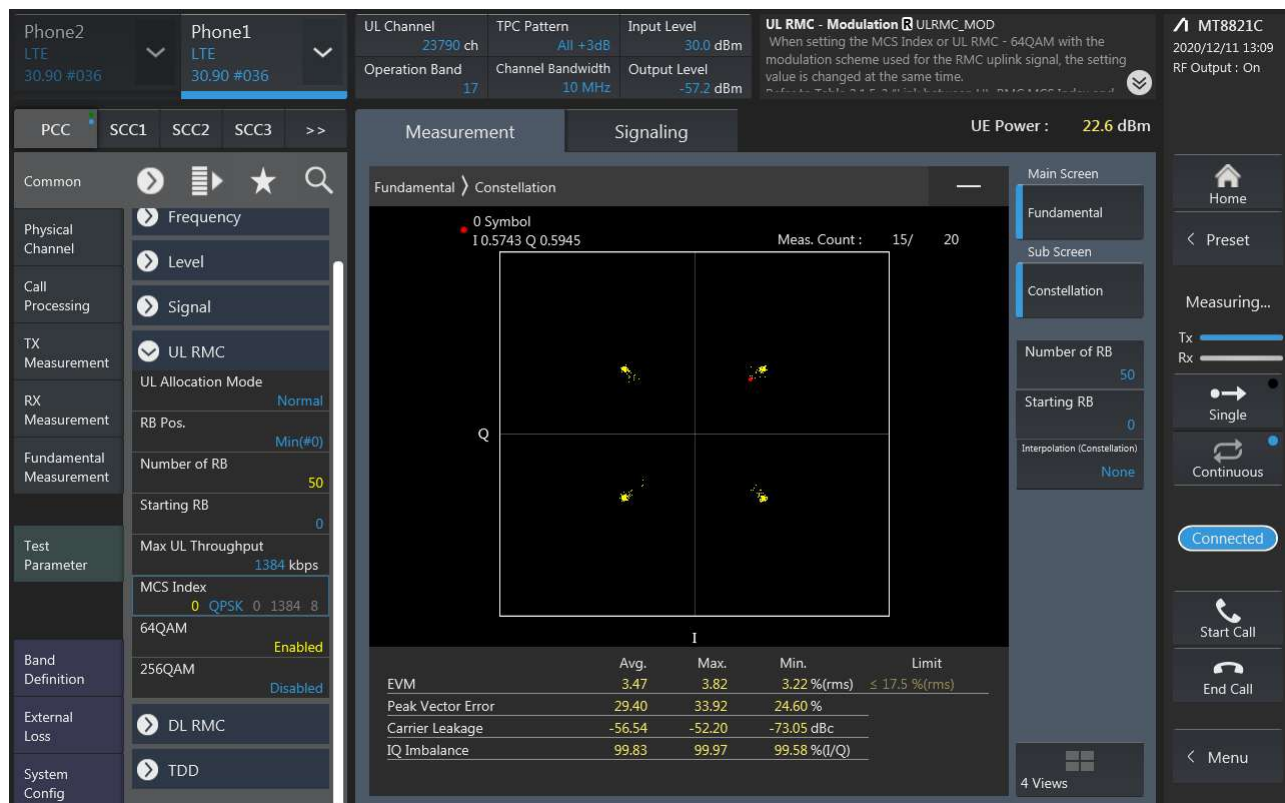 Phone2
LTE
30.90 #036
Phone1
LTE
30.90 #036
UL Channel
23790 ch
TPC Pattern
All +3dB
Input Level
30.0 dBm
Operation Band
17
Channel Bandwidth
10 MHz
Output Level
-57.2 dBm
UL RMC - Modulation R ULRMC_MOD
When setting the MCS Index or UL RMC - 64QAM with the
modulation scheme used for the RMC uplink signal, the setting
value is changed at the same time.
MT8821C
2020/12/11 13:09
RF Output : On
PCC
SCC1
SCC2
SCC3
>>
Measurement
Signaling
UE Power : 22.6 dBm
Common
Physical
Channel
Call
Processing
TX
Measurement
RX
Measurement
Fundamental
Measurement
Test
Parameter
Band
Definition
External
Loss
System
Config
Frequency
Level
Signal
UL RMC
UL Allocation Mode
Normal
RB Pos.
Min(#0)
Number of RB
50
Starting RB
0
Max UL Throughput
1384 kbps
MCS Index
0 QPSK 0 1384 8
64QAM
Enabled
256QAM
Disabled
DL RMC
TDD
Fundamental 〉 Constellation
0 Symbol
I 0.5743 Q 0.5945
Meas. Count : 15/ 20
Q
I
Avg. Max. Min. Limit
EVM 3.47 3.82 3.22 %(rms) ≤ 17.5 %(rms)
Peak Vector Error 29.40 33.92 24.60 %
Carrier Leakage -56.54 -52.20 -73.05 dBc
IQ Imbalance 99.83 99.97 99.58 %(I/Q)
Main Screen
Fundamental
Sub Screen
Constellation
Number of RB
50
Starting RB
0
Interpolation (Constellation)
None
4 Views
Home
< Preset
Measuring...
Tx
Rx
Single
Continuous
Connected
Start Call
End Call
< Menu